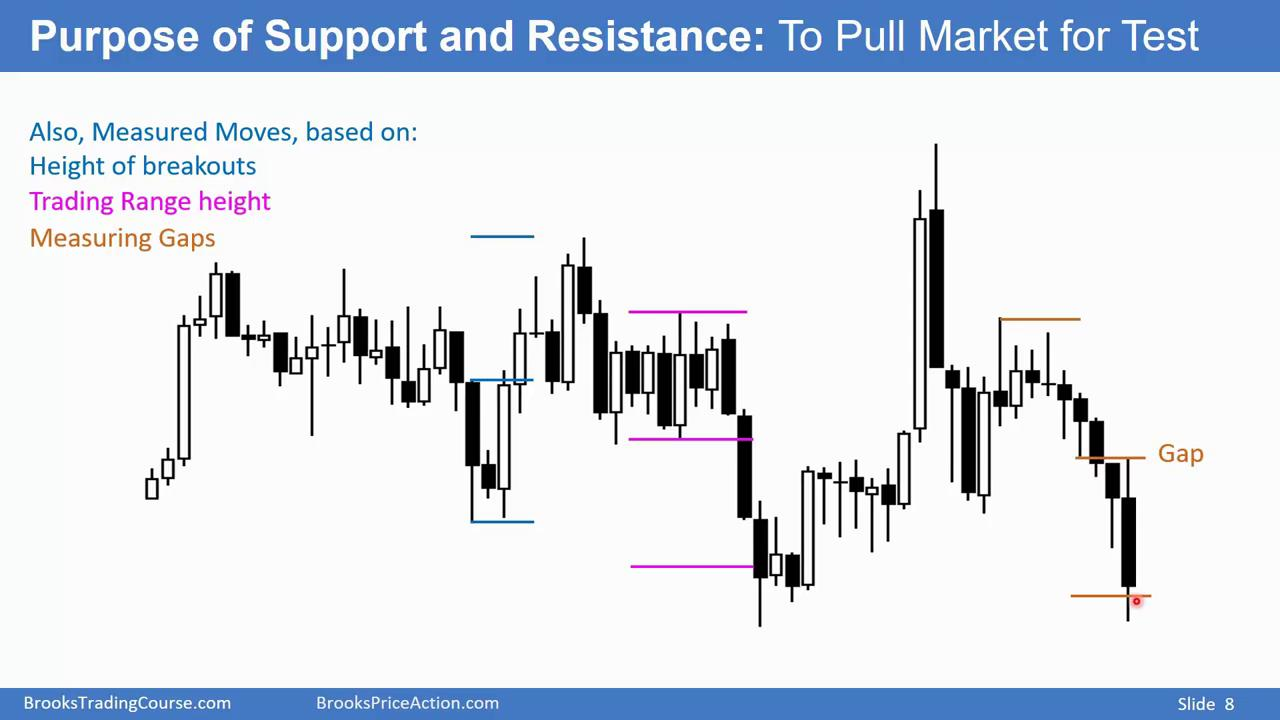 Purpose of Support and Resistance: To Pull Market for Test
Also, Measured Moves, based on:
Height of breakouts
Trading Range height
Measuring Gaps
Gap
BrooksTradingCourse.com
BrooksPriceAction.com
Slide 8